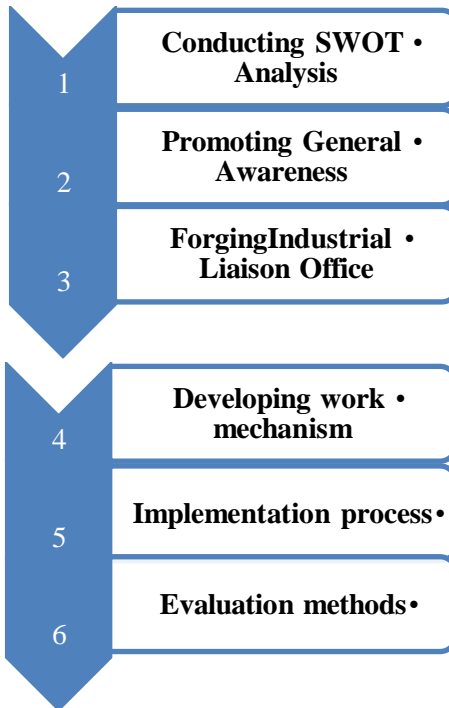 1
Conducting SWOT •
Analysis
2
Promoting General •
Awareness
3
ForgingIndustrial •
Liaison Office
4
Developing work •
mechanism
5
Implementation process•
6
Evaluation methods•